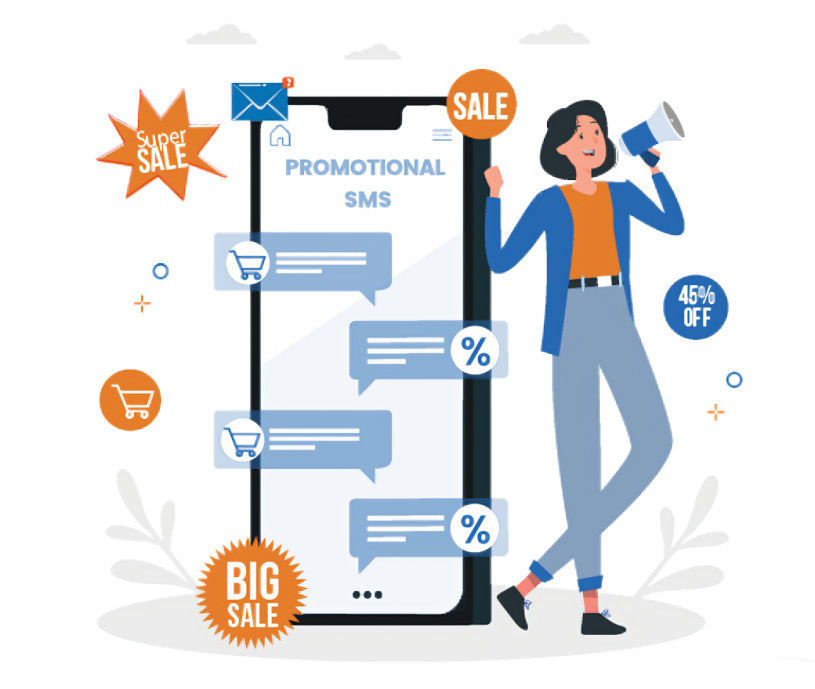 SALE
Super
SALE
PROMOTIONAL
SMS
45%
OFF
%
%
BIG
SALE